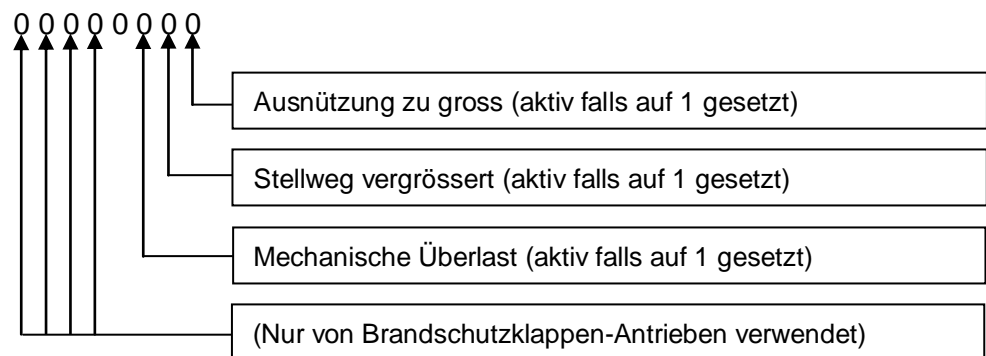 0 0 0 0 0 0 0 0
Ausnützung zu gross (aktiv falls auf 1 gesetzt)
Stellweg vergrössert (aktiv falls auf 1 gesetzt)
Mechanische Überlast (aktiv falls auf 1 gesetzt)
(Nur von Brandschutzklappen-Antrieben verwendet)